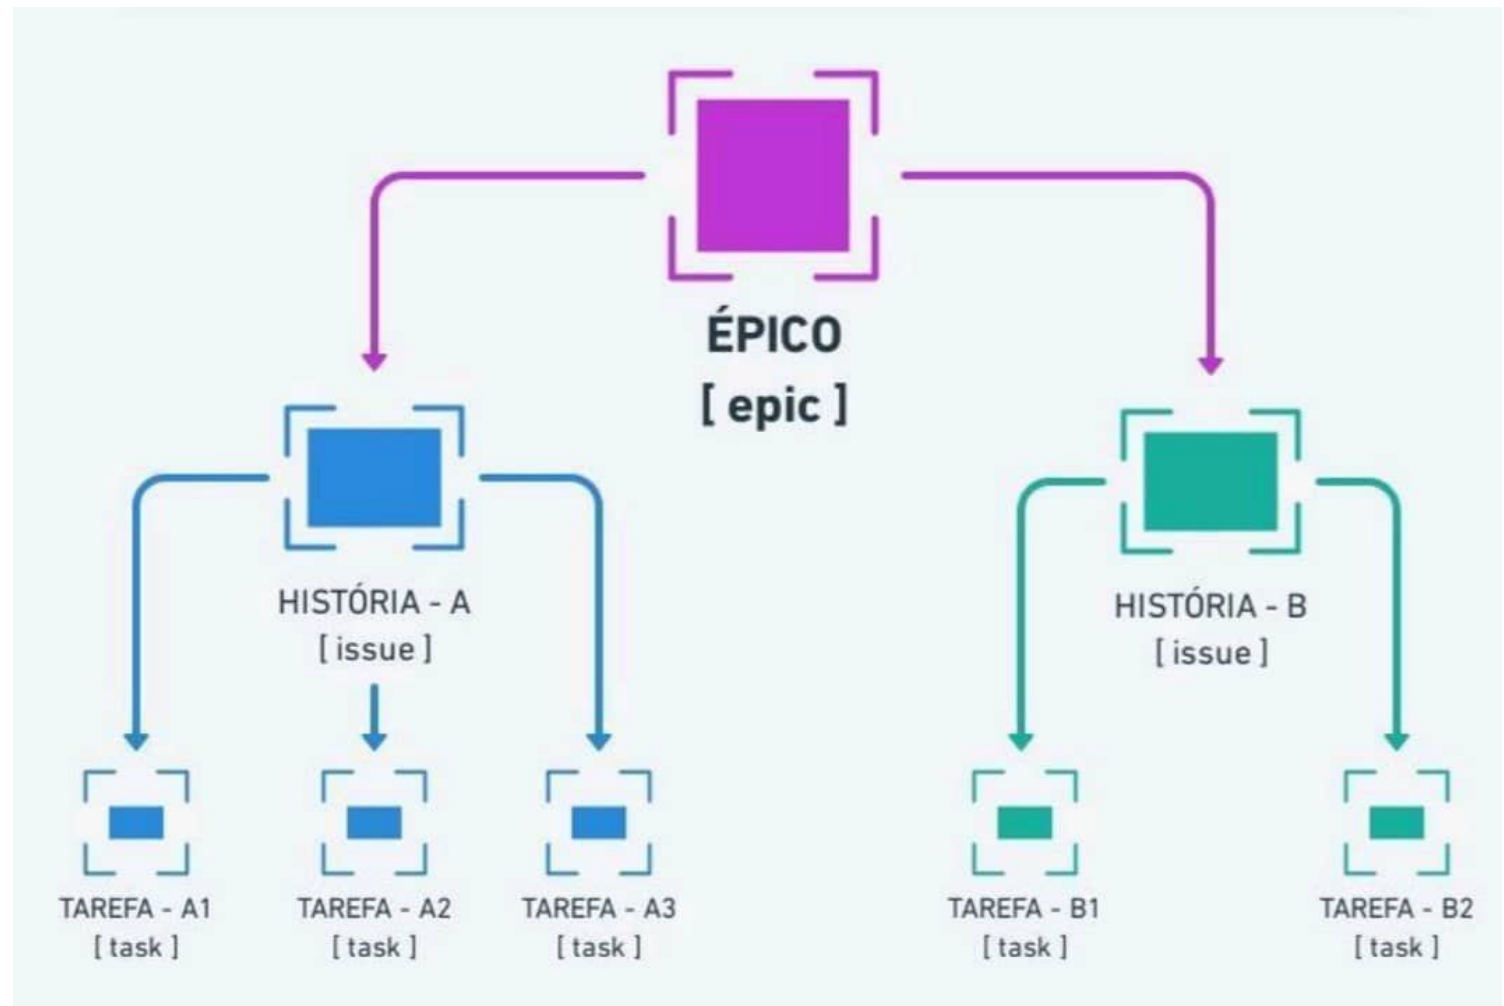 ÉPICO
[ epic ]
HISTÓRIA - A
[ issue ]
HISTÓRIA - B
[ issue ]
TAREFA - A1
[ task ]
TAREFA - A2
[ task ]
TAREFA - A3
[ task ]
TAREFA - B1
[ task ]
TAREFA - B2
[ task ]